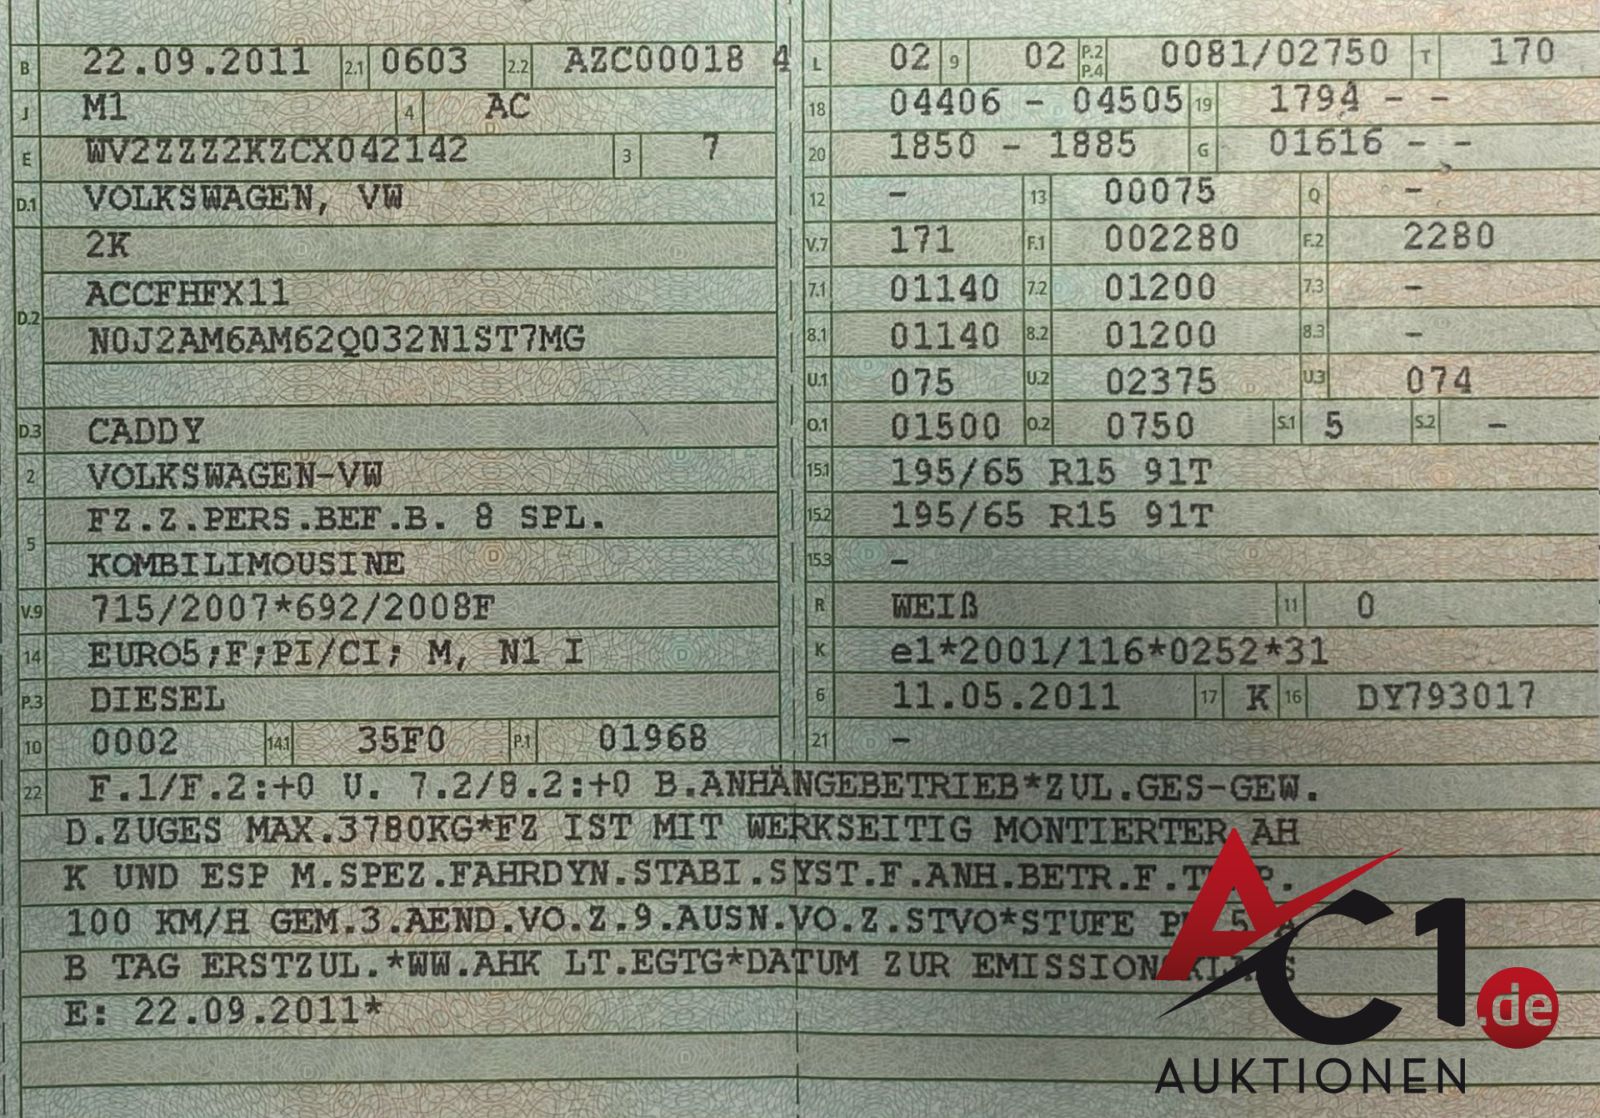 B 22.09.2011 2.1 0603 2.2 AZC00018 4
J M1 4 AC
E WV2ZZZ2KZCX042142 3 7
D.1 VOLKSWAGEN, VW
2K
D.2 ACCFHFX11
N0J2AM6AM62Q032N1ST7MG
D.3 CADDY
2 VOLKSWAGEN-VW
5 FZ.Z.PERS.BEF.B. 8 SPL.
KOMBILIMOUSINE
V.9 715/2007*692/2008F
14 EURO5;F;PI/CI; M, N1 I
P.3 DIESEL
10 0002 14.1 35F0 P.1 01968
L 02 9 02 P.2 P.4 0081/02750 T 170
18 04406 - 04505 19 1794 - -
20 1850 - 1885 G 01616 - -
12 - 13 00075 Q -
V.7 171 F.1 002280 F.2 2280
7.1 01140 7.2 01200 7.3 -
8.1 01140 8.2 01200 8.3 -
U.1 075 U.2 02375 U.3 074
O.1 01500 O.2 0750 S.1 5 S.2 -
15.1 195/65 R15 91T
15.2 195/65 R15 91T
15.3 -
R WEIß 11 0
K e1*2001/116*0252*31
6 11.05.2011 17 K 16 DY793017
21 -
22 F.1/F.2:+0 U. 7.2/8.2:+0 B.ANHÄNGEBETRIEB*ZUL.GES-GEW.
D.ZUGES MAX.3780KG*FZ IST MIT WERKSEITIG MONTIERTER AH
K UND ESP M.SPEZ.FAHRDYN.STABI.SYST.F.ANH.BETR.F.
100 KM/H GEM.3.AEND.VO.Z.9.AUSN.VO.Z.STVO*STUFE
B TAG ERSTZUL.*WW.AHK LT.EGTG*DATUM ZUR
E: 22.09.2011*
AC1.de
AUKTIONEN